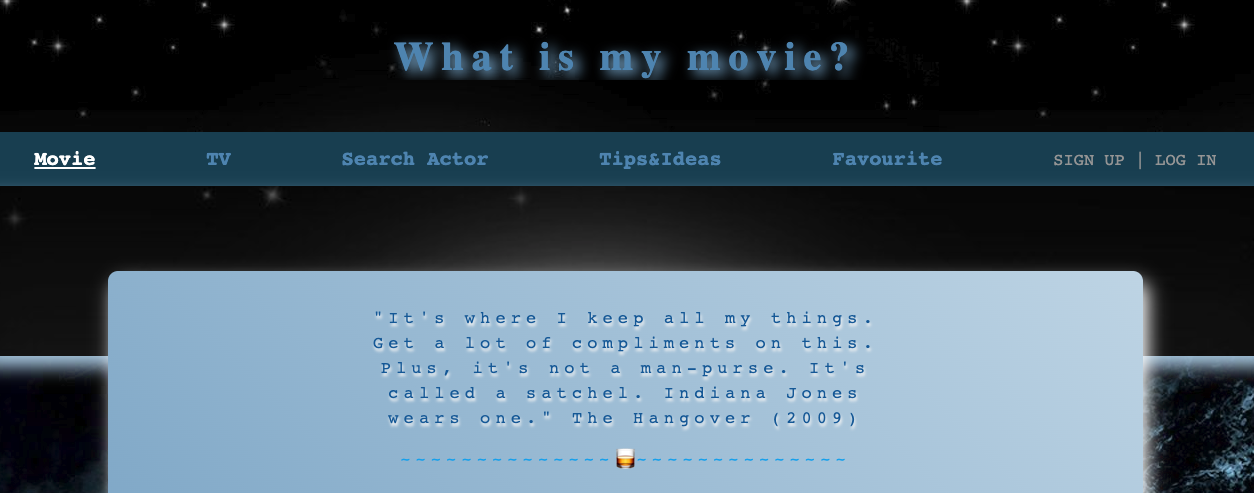 What is my movie?
Movie TV Search Actor Tips&Ideas Favourite SIGN UP | LOG IN
"It's where I keep all my things.
Get a lot of compliments on this.
Plus, it's not a man-purse. It's
called a satchel. Indiana Jones
wears one." The Hangover (2009)
~~~~~~~~~~~~~~🥃~~~~~~~~~~~~~~